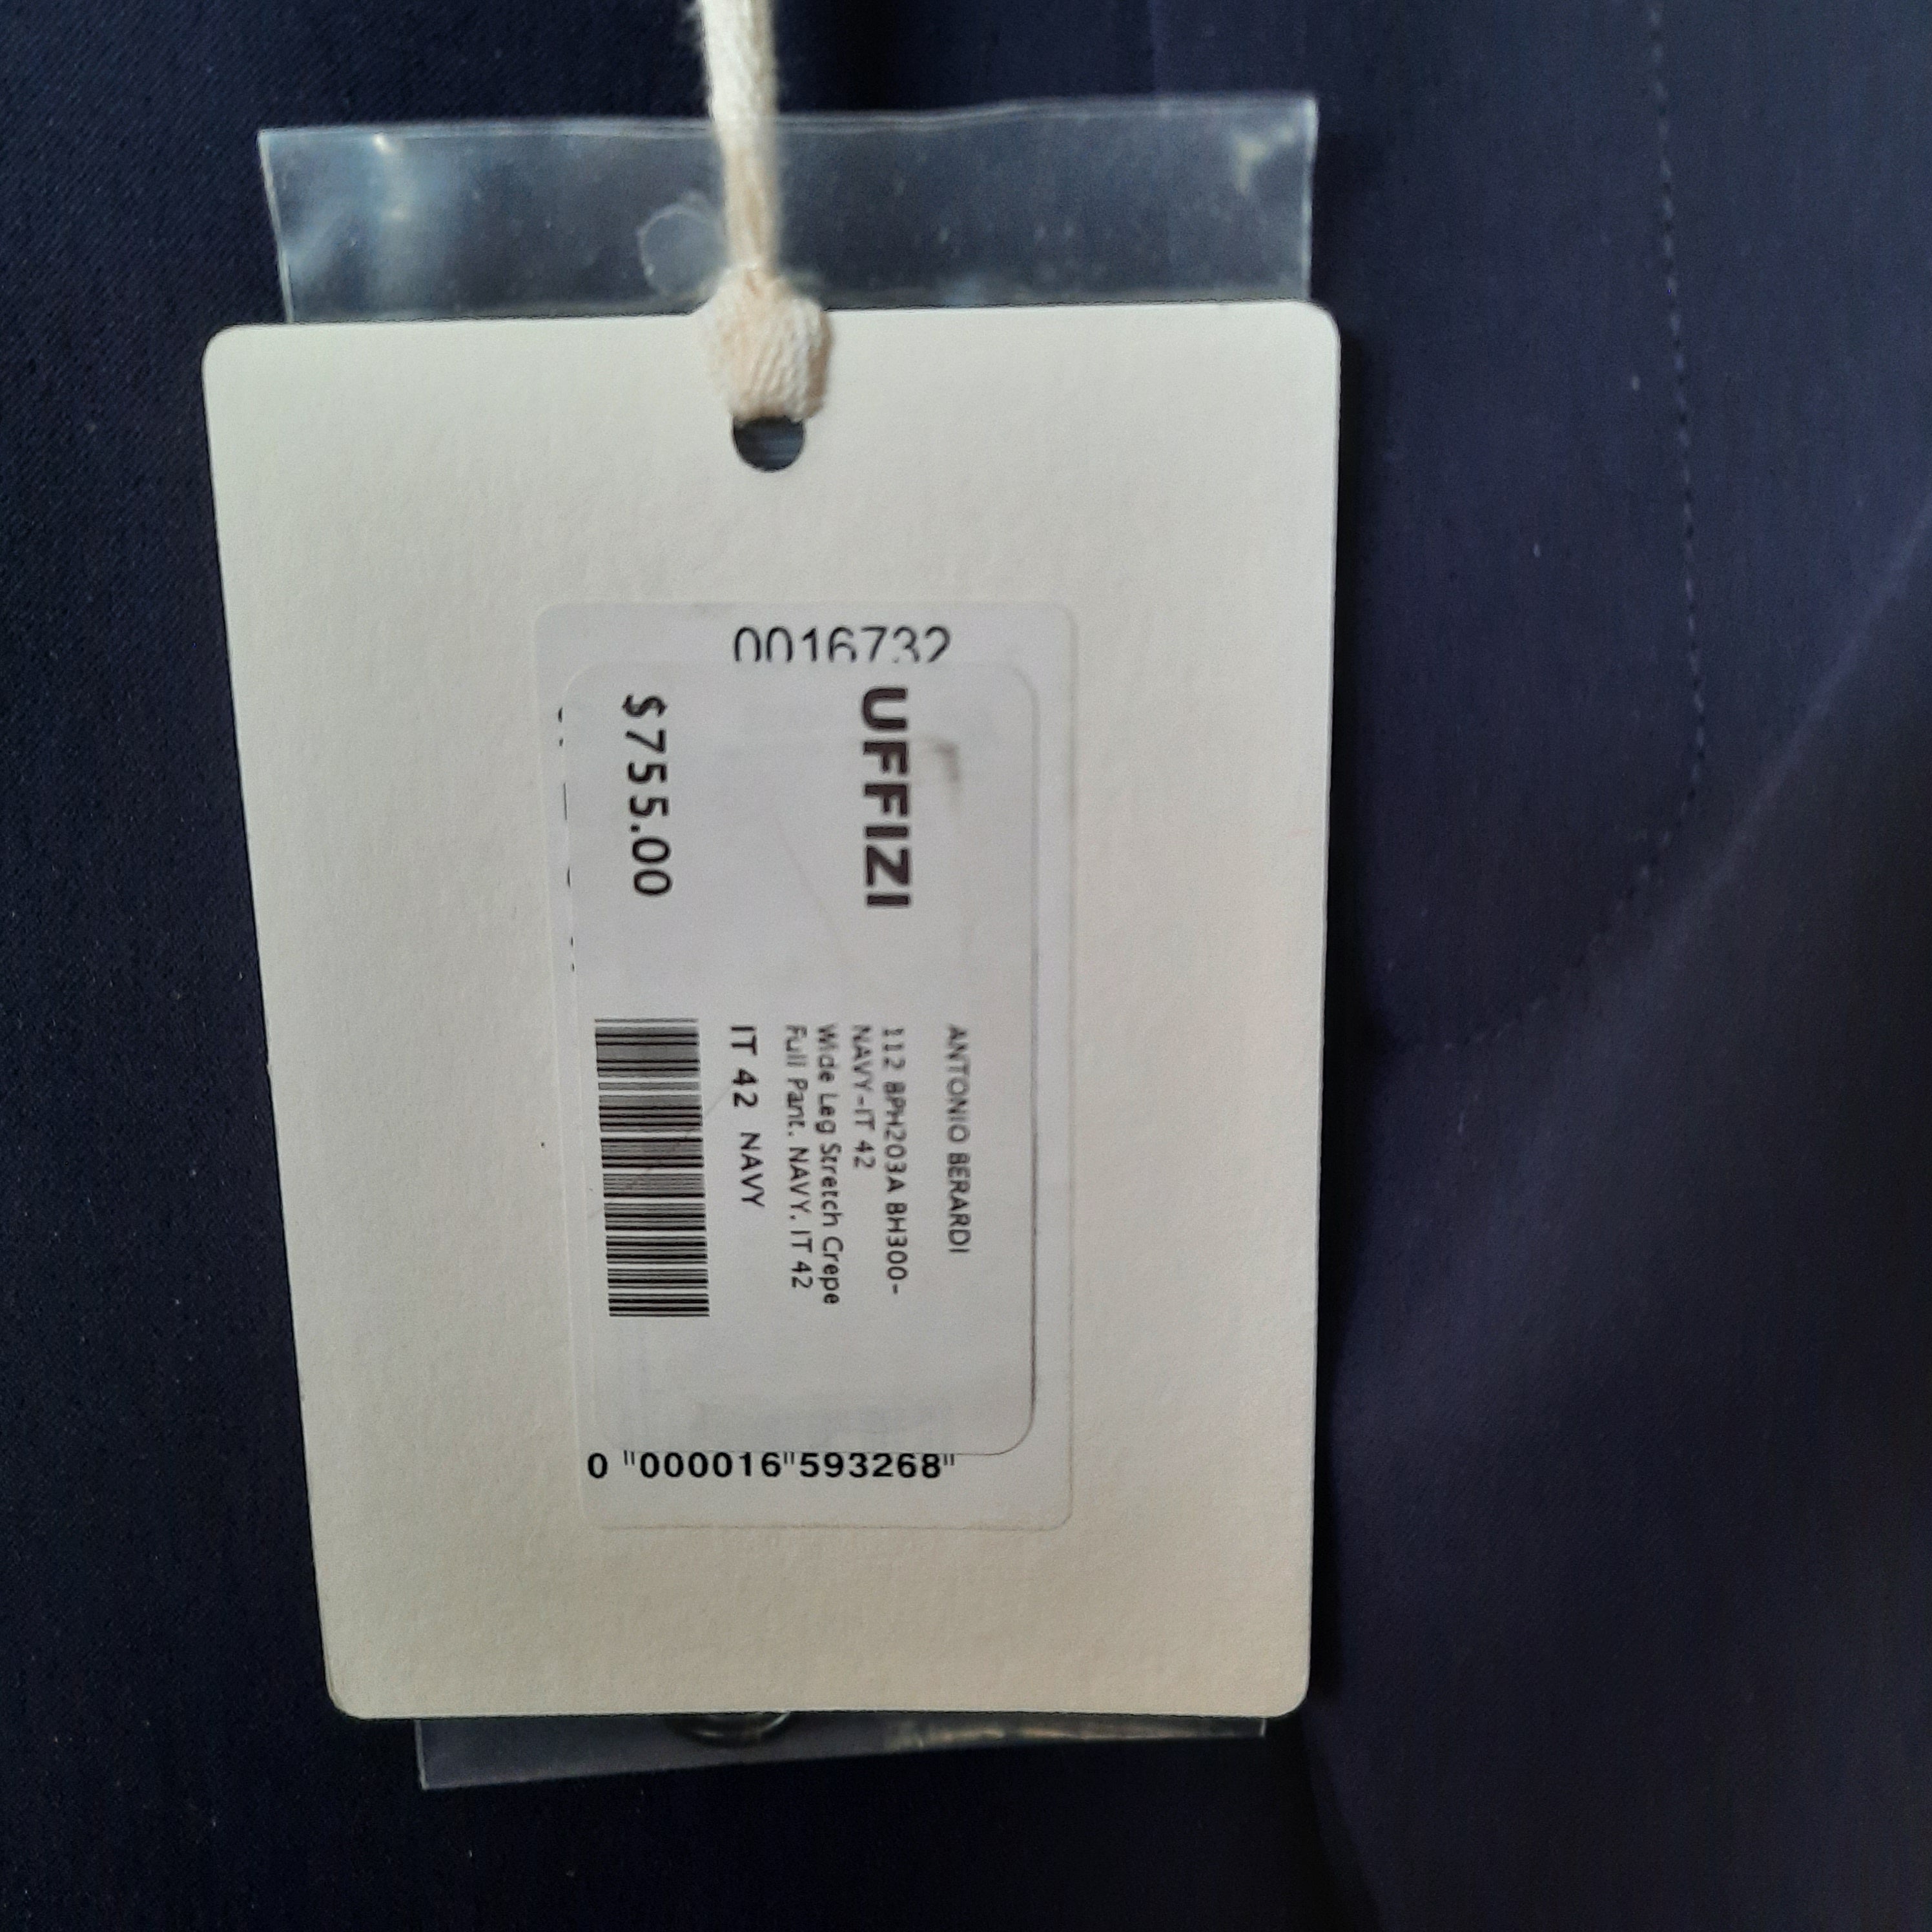 0016732
UFFIZI
$755.00
ANTONIO BERARDI
112 BPH203A BH300-
NAVY-IT 42
Wide Leg Stretch Crepe
Full Pant. NAVY. IT 42
IT 42 NAVY
0 "000016"593268"